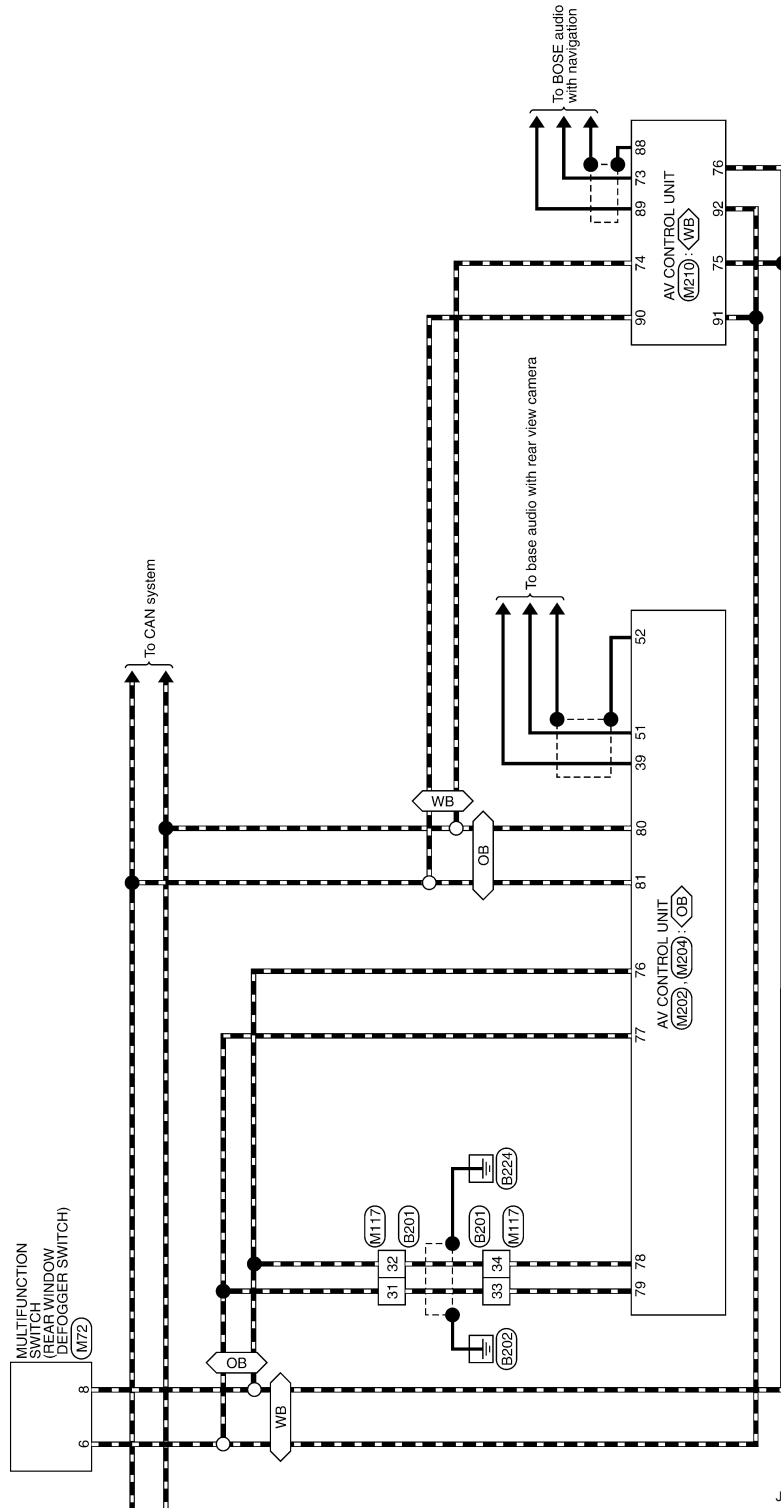 MULTIFUNCTION
SWITCH
(REAR WINDOW
DEFOGGER SWITCH)
M72
6
8
OB
WB
To CAN system
31
32
M117
B201
33
34
B201
M117
B202
B224
79
78
77
76
81
80
39
51
52
AV CONTROL UNIT
M202 , M204 : OB
WB
OB
To base audio with rear view camera
To BOSE audio
with navigation
90
74
89
73
88
AV CONTROL UNIT
M210 : WB
91
75
92
76